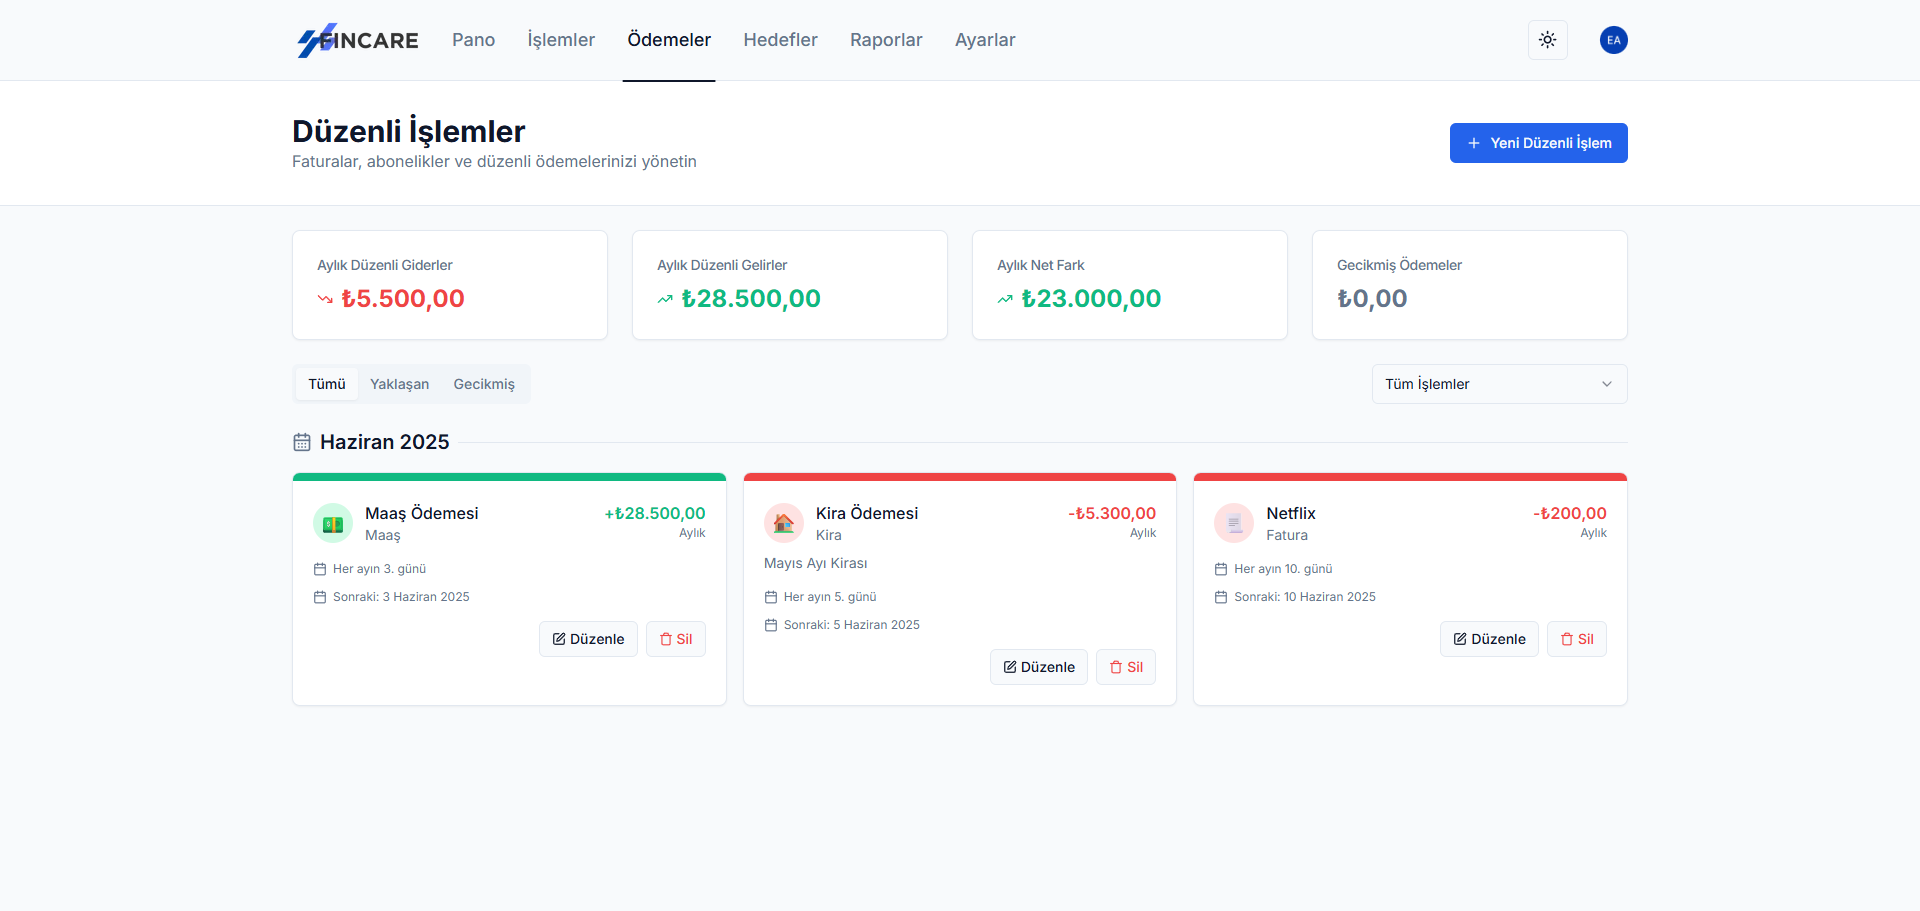 FINCARE
Pano
İşlemler
Ödemeler
Hedefler
Raporlar
Ayarlar
EA
Düzenli İşlemler
Faturalar, abonelikler ve düzenli ödemelerinizi yönetin
Yeni Düzenli İşlem
Aylık Düzenli Giderler
₺5.500,00
Aylık Düzenli Gelirler
₺28.500,00
Aylık Net Fark
₺23.000,00
Gecikmiş Ödemeler
₺0,00
Tümü
Yaklaşan
Gecikmiş
Tüm İşlemler
Haziran 2025
Maaş Ödemesi
+₺28.500,00
Maaş
Aylık
Her ayın 3. günü
Sonraki: 3 Haziran 2025
Düzenle
Sil
Kira Ödemesi
-₺5.300,00
Kira
Aylık
Mayıs Ayı Kirası
Her ayın 5. günü
Sonraki: 5 Haziran 2025
Düzenle
Sil
Netflix
-₺200,00
Fatura
Aylık
Her ayın 10. günü
Sonraki: 10 Haziran 2025
Düzenle
Sil